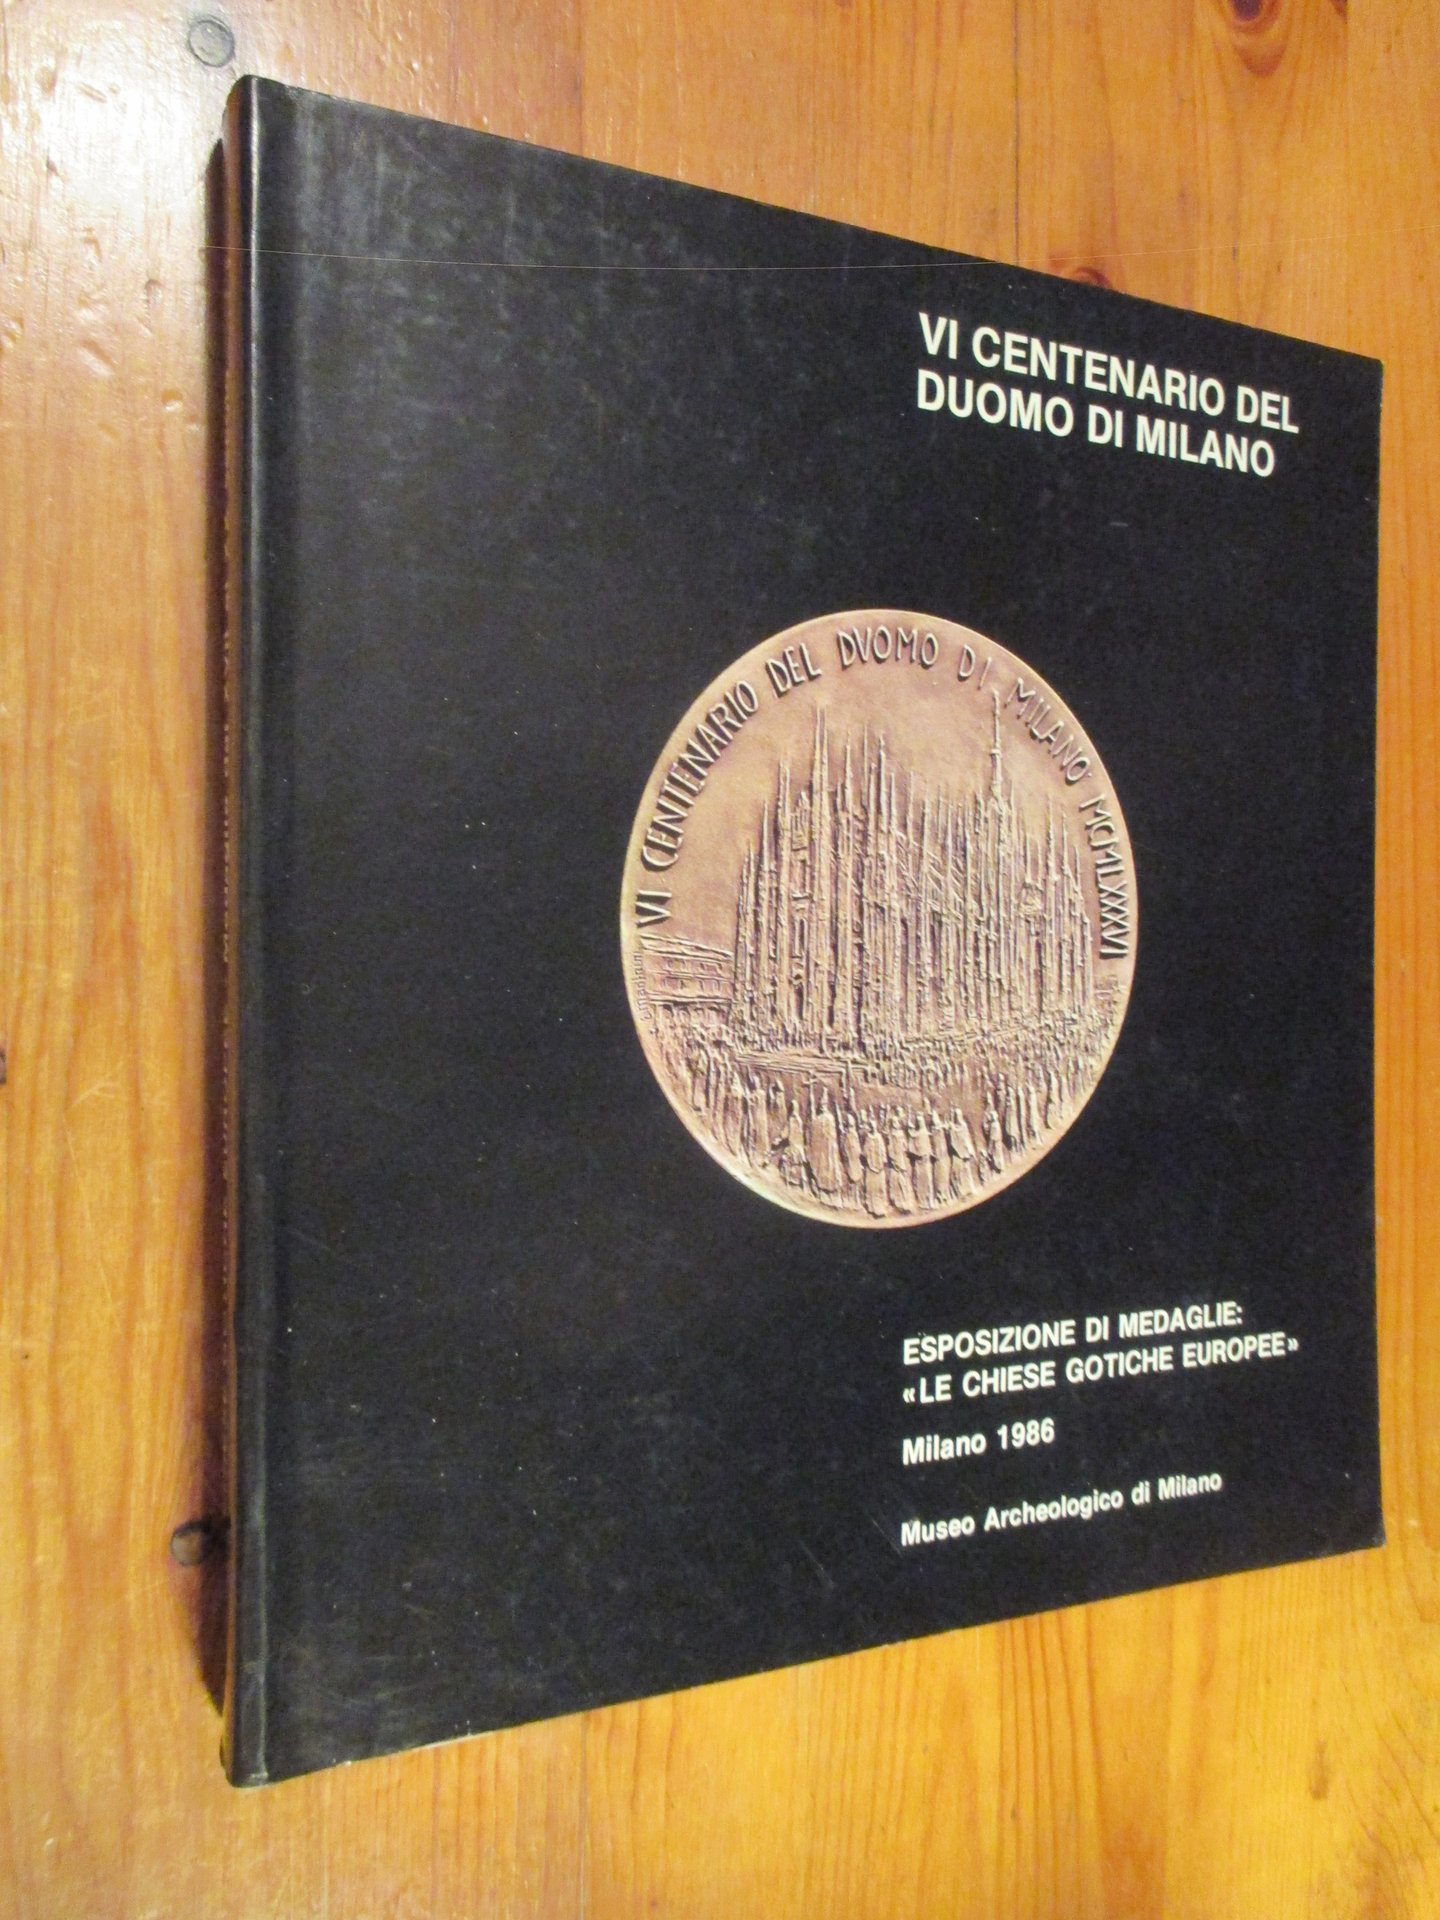 VI CENTENARIO DEL
DUOMO DI MILANO
VI CENTENARIO DEL DVOMO DI MILANO MCMLXXXVI
ESPOSIZIONE DI MEDAGLIE:
«LE CHIESE GOTICHE EUROPEE»
Milano 1986
Museo Archeologico di Milano